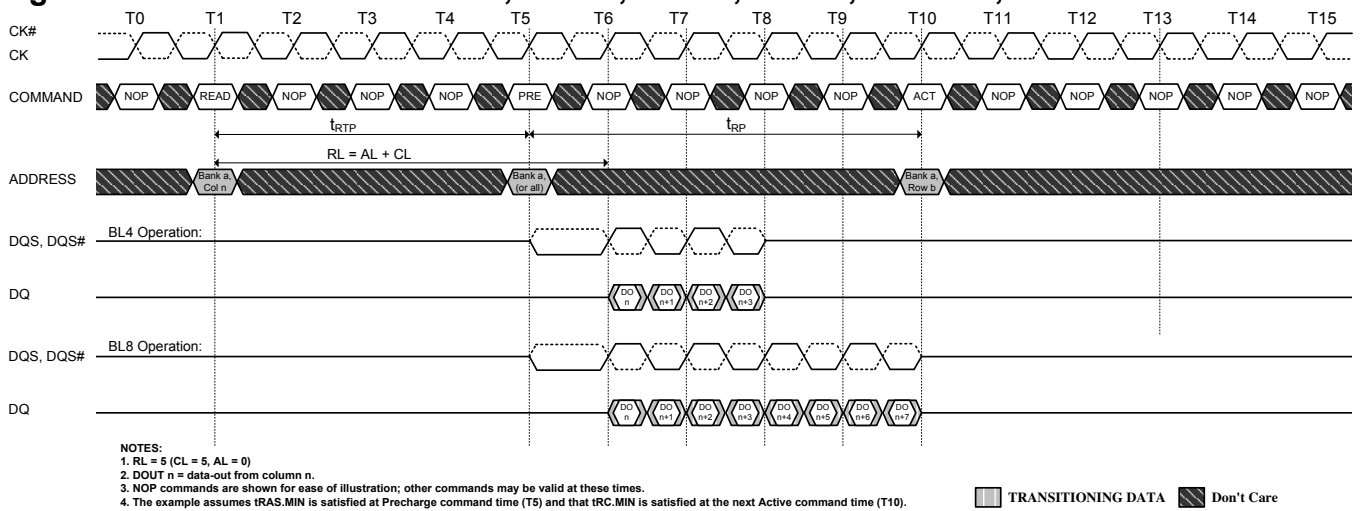 T0 T1 T2 T3 T4 T5 T6 T7 T8 T9 T10 T11 T12 T13 T14 T15
CK#
CK
COMMAND NOP READ NOP NOP NOP PRE NOP NOP NOP NOP ACT NOP NOP NOP NOP NOP
tRTP tRP
RL = AL + CL
ADDRESS Bank a, Col n Bank a, (or all) Bank a, Row b
BL4 Operation:
DQS, DQS#
DQ DO n DO n+1 DO n+2 DO n+3
BL8 Operation:
DQS, DQS#
DQ DO n DO n+1 DO n+2 DO n+3 DO n+4 DO n+5 DO n+6 DO n+7
NOTES:
1. RL = 5 (CL = 5, AL = 0)
2. DOUT n = data-out from column n.
3. NOP commands are shown for ease of illustration; other commands may be valid at these times.
4. The example assumes tRAS.MIN is satisfied at Precharge command time (T5) and that tRC.MIN is satisfied at the next Active command time (T10).
TRANSITIONING DATA Don't Care